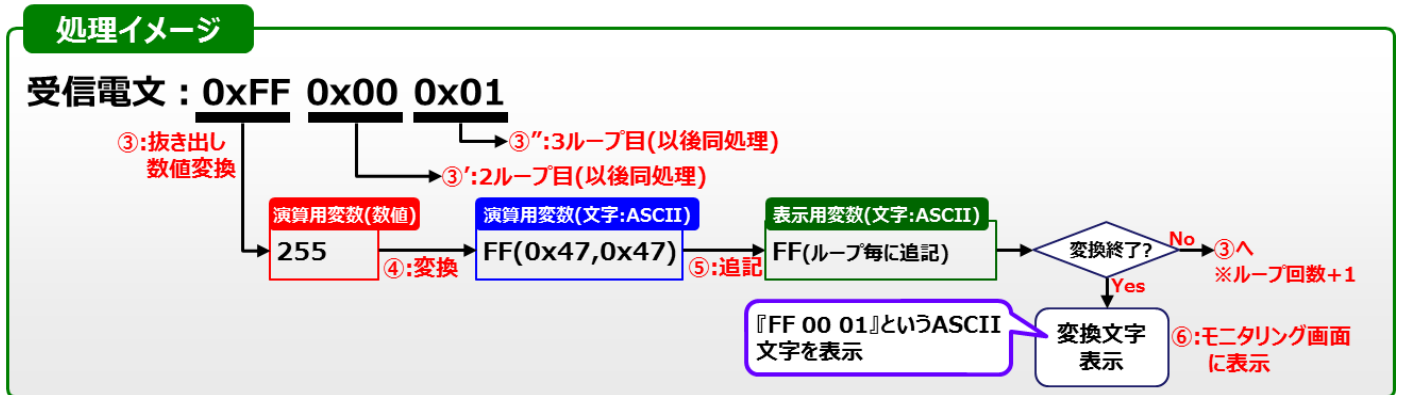 処理イメージ
受信電文：0xFF 0x00 0x01
③:抜き出し
数値変換
③”:3ループ目(以後同処理)
③’:2ループ目(以後同処理)
演算用変数(数値)
255
④:変換
演算用変数(文字:ASCII)
FF(0x47,0x47)
⑤:追記
表示用変数(文字:ASCII)
FF(ループ毎に追記)
変換終了?
No
③へ
※ループ回数+1
Yes
『FF 00 01』というASCII
文字を表示
変換文字
表示
⑥:モニタリング画面
に表示